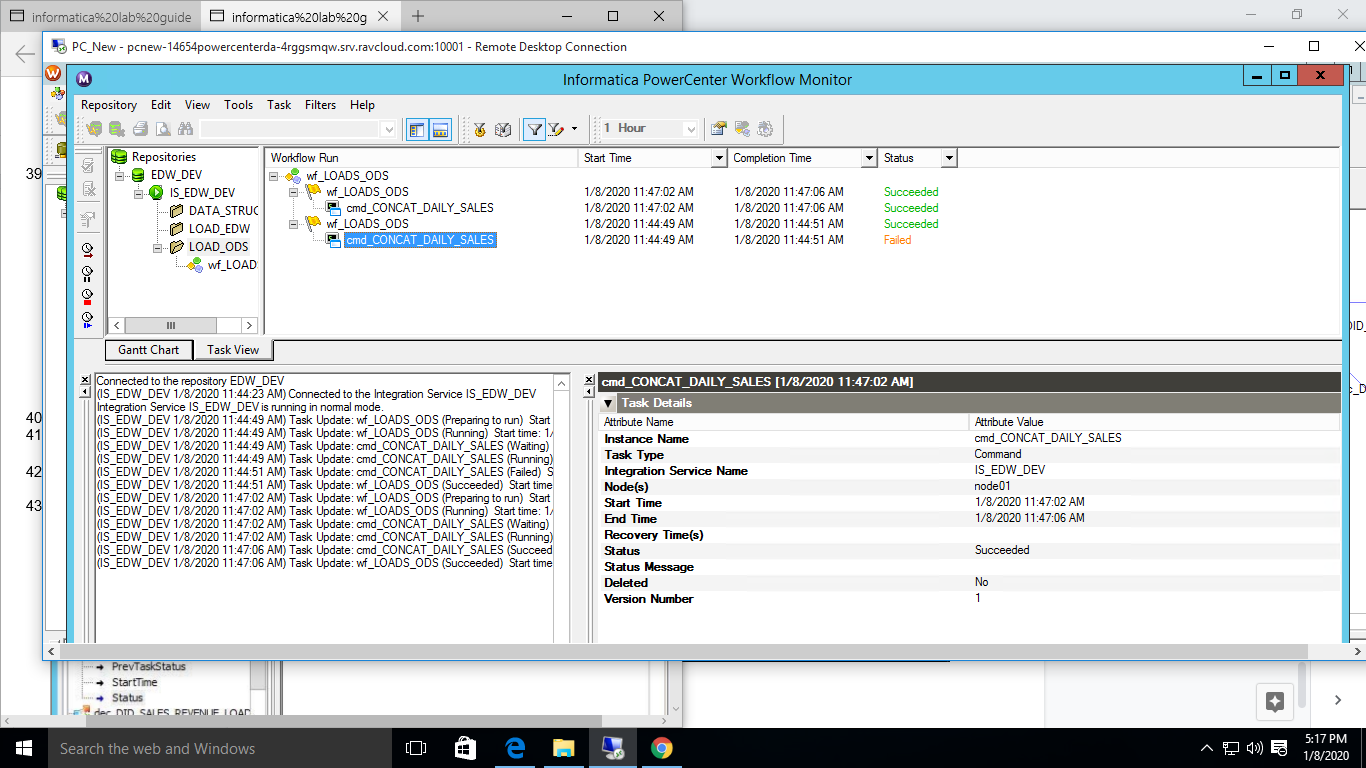 informatica%20lab%20guide
informatica%20lab%20g
PC_New - pcnew-14654powercenterda-4rggsmqw.srv.ravcloud.com:10001 - Remote Desktop Connection
Informatica PowerCenter Workflow Monitor
Repository Edit View Tools Task Filters Help
1 Hour
Repositories
EDW_DEV
IS_EDW_DEV
DATA_STRUC
LOAD_EDW
LOAD_ODS
wf_LOAD
Workflow Run Start Time Completion Time Status
wf_LOADS_ODS
wf_LOADS_ODS 1/8/2020 11:47:02 AM 1/8/2020 11:47:06 AM Succeeded
cmd_CONCAT_DAILY_SALES 1/8/2020 11:47:02 AM 1/8/2020 11:47:06 AM Succeeded
wf_LOADS_ODS 1/8/2020 11:44:49 AM 1/8/2020 11:44:51 AM Succeeded
cmd_CONCAT_DAILY_SALES 1/8/2020 11:44:49 AM 1/8/2020 11:44:51 AM Failed
Gantt Chart Task View
39
40
41
42
43
Connected to the repository EDW_DEV
(IS_EDW_DEV 1/8/2020 11:44:23 AM) Connected to the Integration Service IS_EDW_DEV
Integration Service IS_EDW_DEV is running in normal mode.
(IS_EDW_DEV 1/8/2020 11:44:49 AM) Task Update: wf_LOADS_ODS (Preparing to run) Start
(IS_EDW_DEV 1/8/2020 11:44:49 AM) Task Update: wf_LOADS_ODS (Running) Start time: 1/
(IS_EDW_DEV 1/8/2020 11:44:49 AM) Task Update: cmd_CONCAT_DAILY_SALES (Waiting)
(IS_EDW_DEV 1/8/2020 11:44:49 AM) Task Update: cmd_CONCAT_DAILY_SALES (Running)
(IS_EDW_DEV 1/8/2020 11:44:51 AM) Task Update: cmd_CONCAT_DAILY_SALES (Failed) S
(IS_EDW_DEV 1/8/2020 11:44:51 AM) Task Update: wf_LOADS_ODS (Succeeded) Start time
(IS_EDW_DEV 1/8/2020 11:47:02 AM) Task Update: wf_LOADS_ODS (Preparing to run) Start
(IS_EDW_DEV 1/8/2020 11:47:02 AM) Task Update: wf_LOADS_ODS (Running) Start time: 1/
(IS_EDW_DEV 1/8/2020 11:47:02 AM) Task Update: cmd_CONCAT_DAILY_SALES (Waiting)
(IS_EDW_DEV 1/8/2020 11:47:02 AM) Task Update: cmd_CONCAT_DAILY_SALES (Running)
(IS_EDW_DEV 1/8/2020 11:47:06 AM) Task Update: cmd_CONCAT_DAILY_SALES (Succeed
(IS_EDW_DEV 1/8/2020 11:47:06 AM) Task Update: wf_LOADS_ODS (Succeeded) Start time
cmd_CONCAT_DAILY_SALES [1/8/2020 11:47:02 AM]
Task Details
Attribute Name Attribute Value
Instance Name cmd_CONCAT_DAILY_SALES
Task Type Command
Integration Service Name IS_EDW_DEV
Node(s) node01
Start Time 1/8/2020 11:47:02 AM
End Time 1/8/2020 11:47:06 AM
Recovery Time(s)
Status Succeeded
Status Message
Deleted No
Version Number 1
PrevTaskStatus
StartTime
Status
dec_DID_SALES_REVENUE_LOAD
Search the web and Windows
5:17 PM
1/8/2020